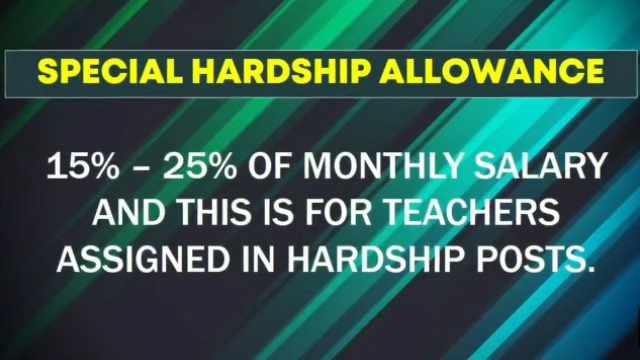 SPECIAL HARDSHIP ALLOWANCE
15% – 25% OF MONTHLY SALARY
AND THIS IS FOR TEACHERS
ASSIGNED IN HARDSHIP POSTS.